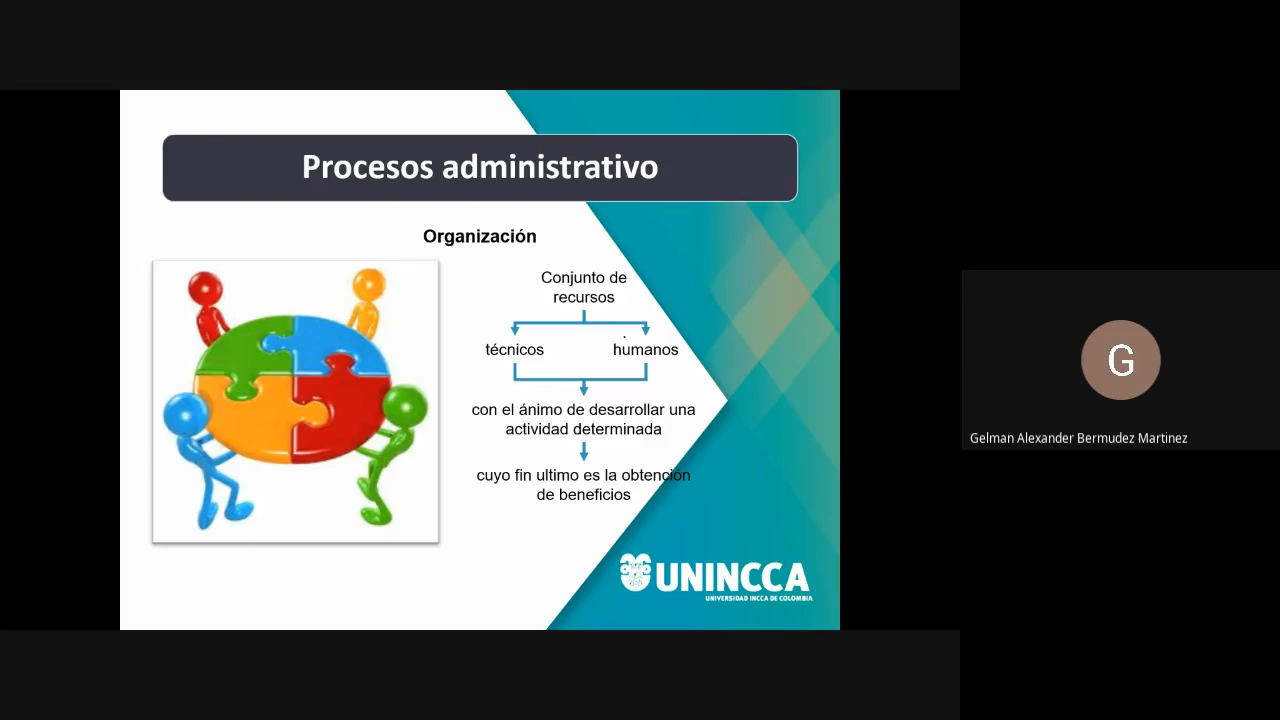 Procesos administrativo
Organización
Conjunto de
recursos
técnicos
humanos
con el ánimo de desarrollar una
actividad determinada
cuyo fin ultimo es la obtención
de beneficios
UNINCCA
UNIVERSIDAD INCCA DE COLOMBIA
G
Gelman Alexander Bermudez Martinez